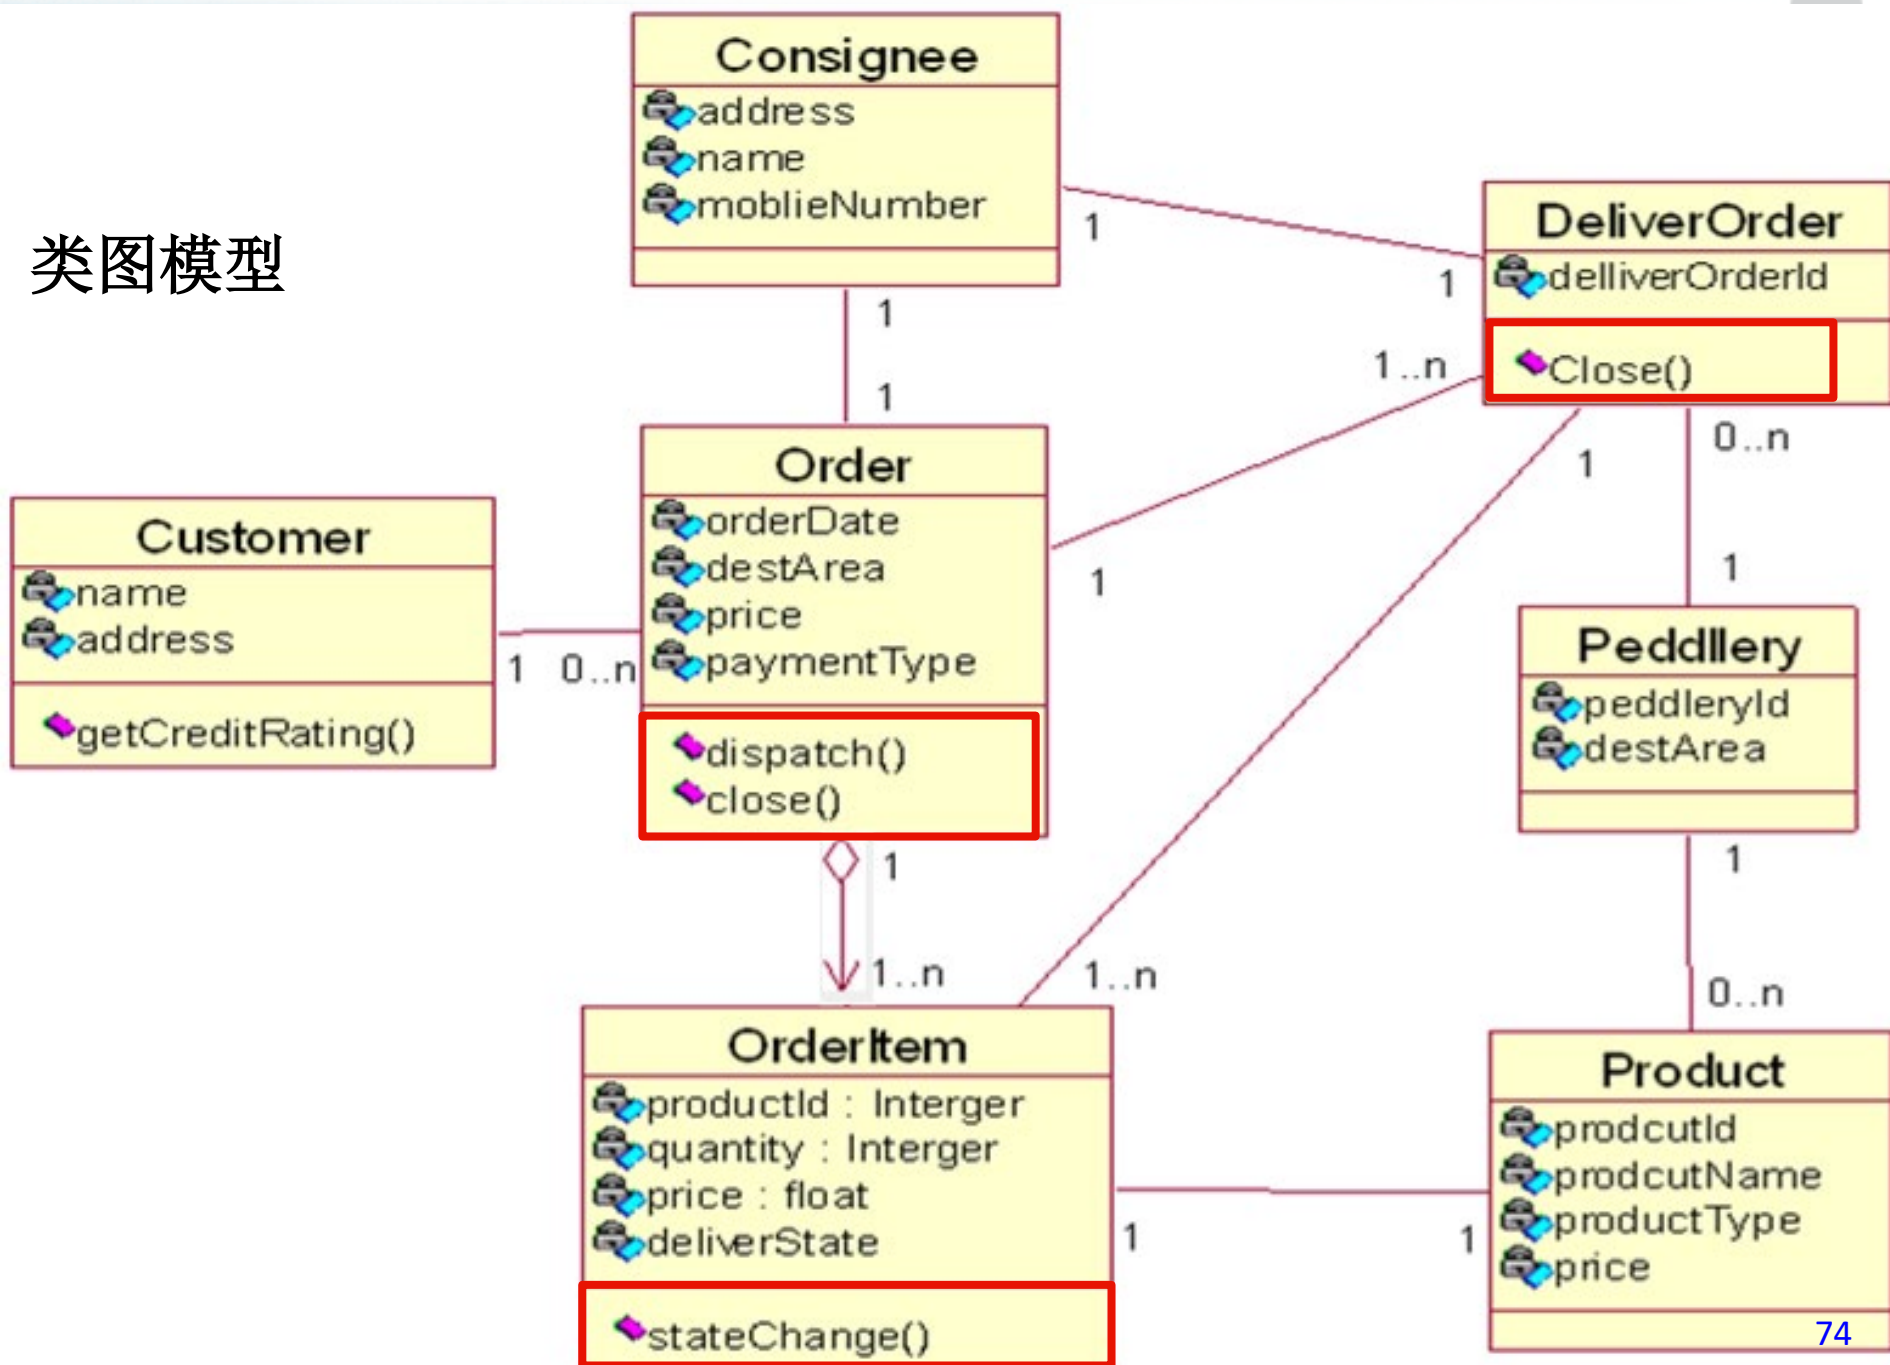 类图模型
Consignee
address
name
moblieNumber
1
1
DeliverOrder
delliverOrderId
Close()
1
1
1..n
1
Order
orderDate
destArea
price
paymentType
dispatch()
close()
Customer
name
address
getCreditRating()
1 0..n
0..n
1
1
Peddllery
peddleryId
destArea
1
0..n
1
1..n
1..n
OrderItem
productId : Interger
quantity : Interger
price : float
deliverState
stateChange()
1 1
Product
prodcutId
prodcutName
productType
price
74